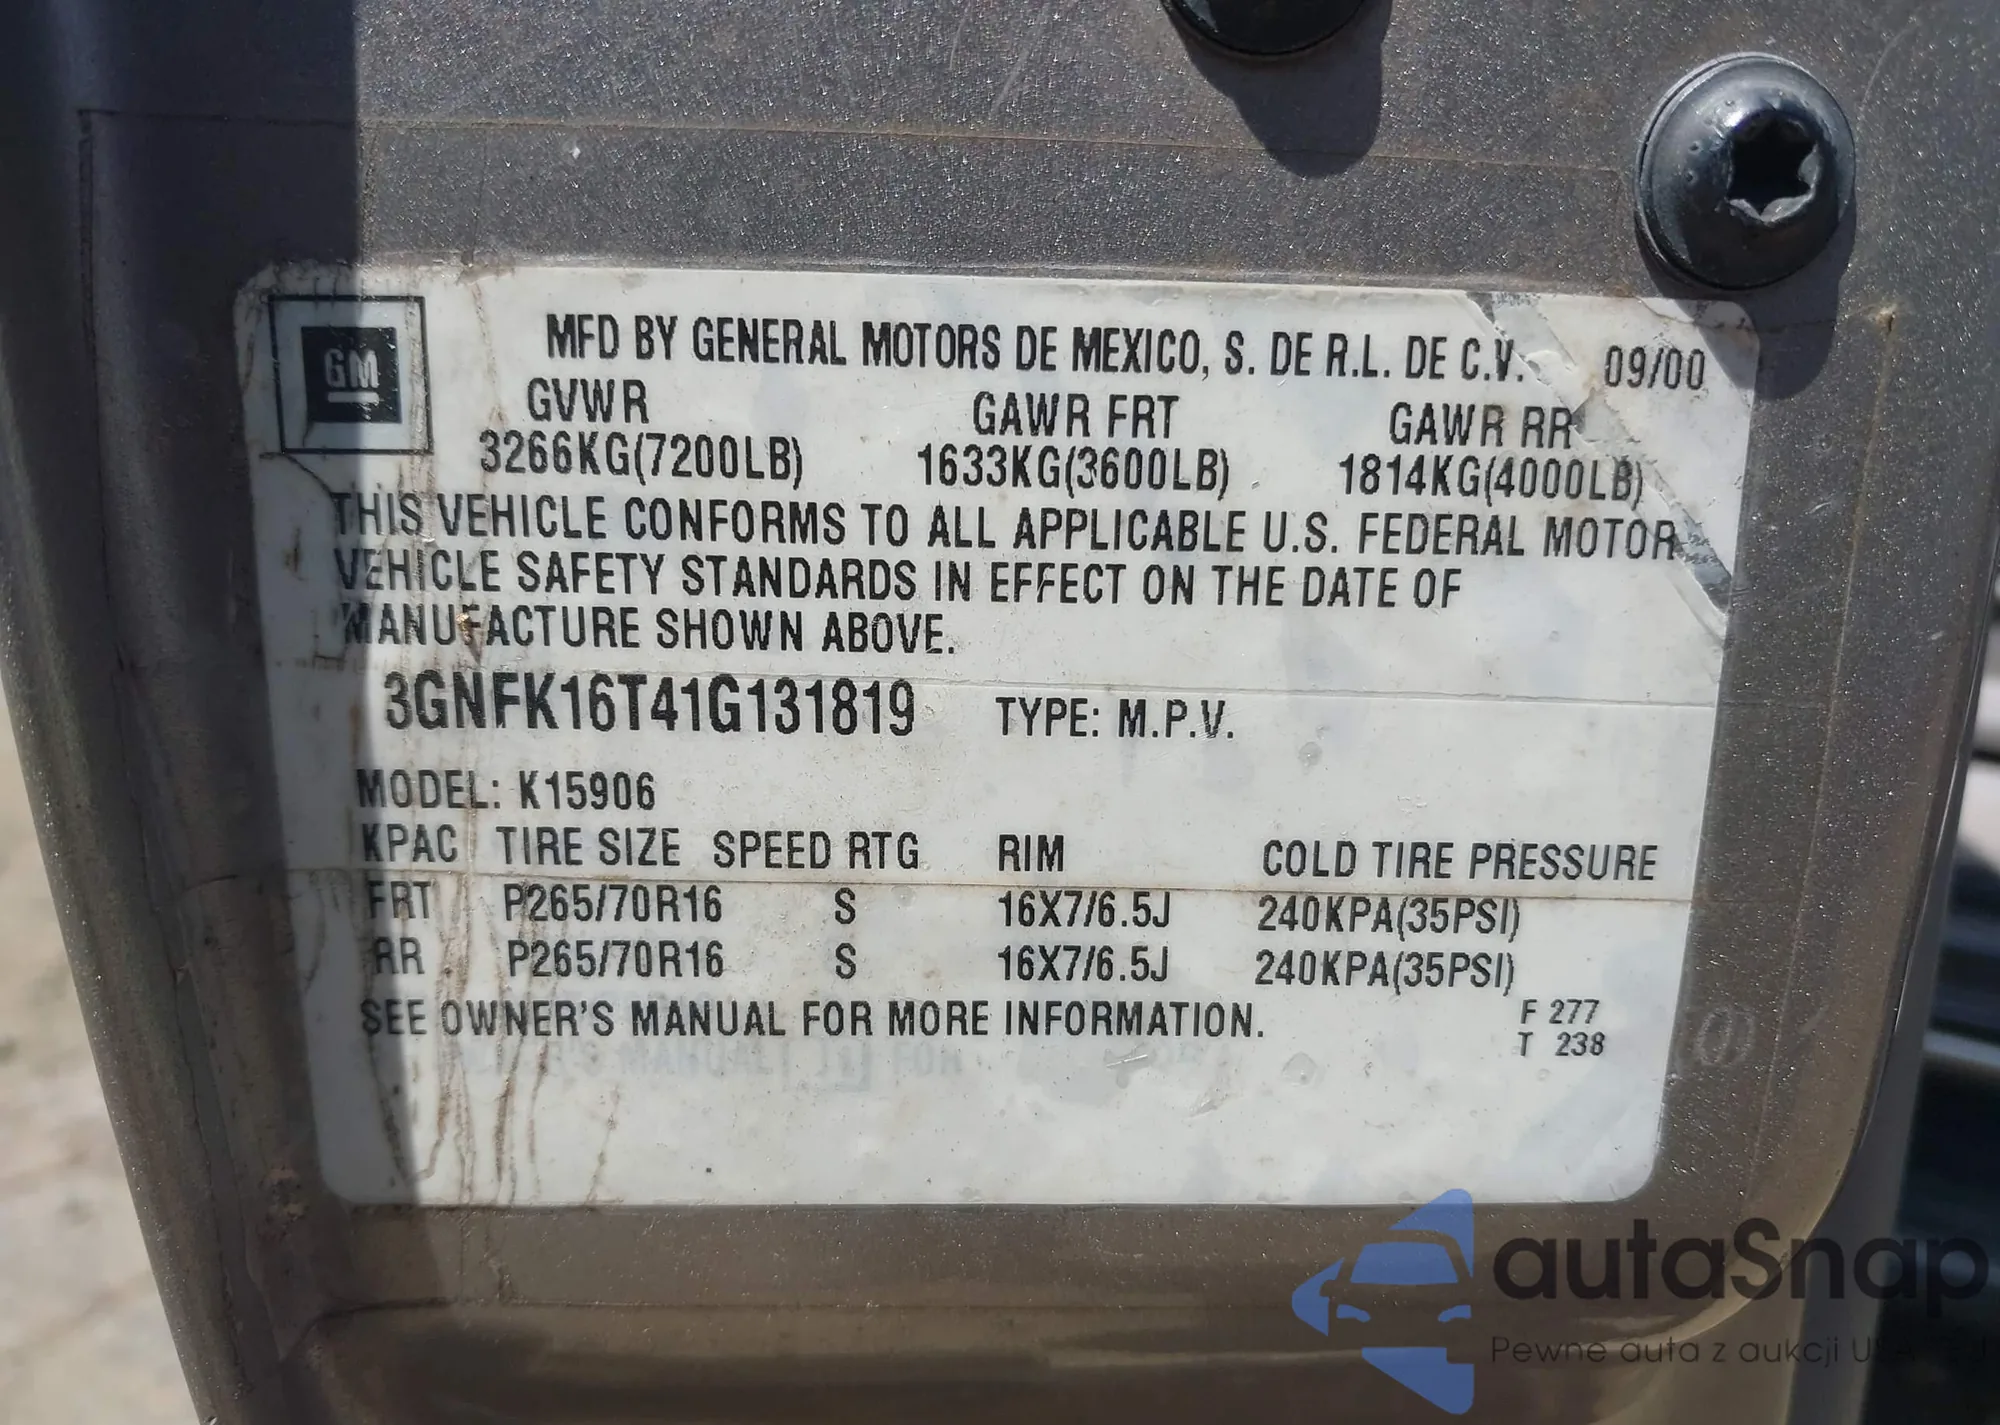 GM
MFD BY GENERAL MOTORS DE MEXICO, S. DE R.L. DE C.V. 09/00
GVWR GAWR FRT GAWR RR
3266KG(7200LB) 1633KG(3600LB) 1814KG(4000LB)
THIS VEHICLE CONFORMS TO ALL APPLICABLE U.S. FEDERAL MOTOR
VEHICLE SAFETY STANDARDS IN EFFECT ON THE DATE OF
MANUFACTURE SHOWN ABOVE.
3GNFK16T41G131819 TYPE: M.P.V.
MODEL: K15906
KPAC TIRE SIZE SPEED RTG RIM COLD TIRE PRESSURE
FRT P265/70R16 S 16X7/6.5J 240KPA(35PSI)
RR P265/70R16 S 16X7/6.5J 240KPA(35PSI)
SEE OWNER'S MANUAL FOR MORE INFORMATION.
F 277
T 238
autaSnap
Pewne auta z aukcji